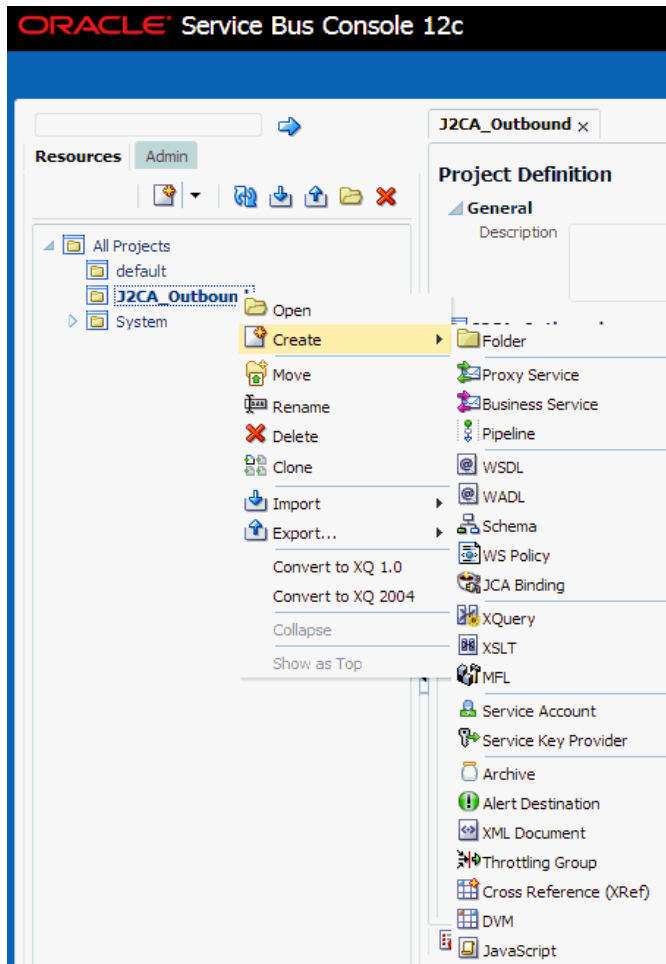 ORACLE Service Bus Console 12c
J2CA_Outbound
Resources
Admin
Project Definition
General
Description
All Projects
default
J2CA_Outboun
System
Open
Create
Move
Rename
Delete
Clone
Import
Export...
Convert to XQ 1.0
Convert to XQ 2004
Collapse
Show as Top
Folder
Proxy Service
Business Service
Pipeline
WSDL
WADL
Schema
WS Policy
JCA Binding
XQuery
XSLT
MFL
Service Account
Service Key Provider
Archive
Alert Destination
XML Document
Throttling Group
Cross Reference (XRef)
DVM
JavaScript